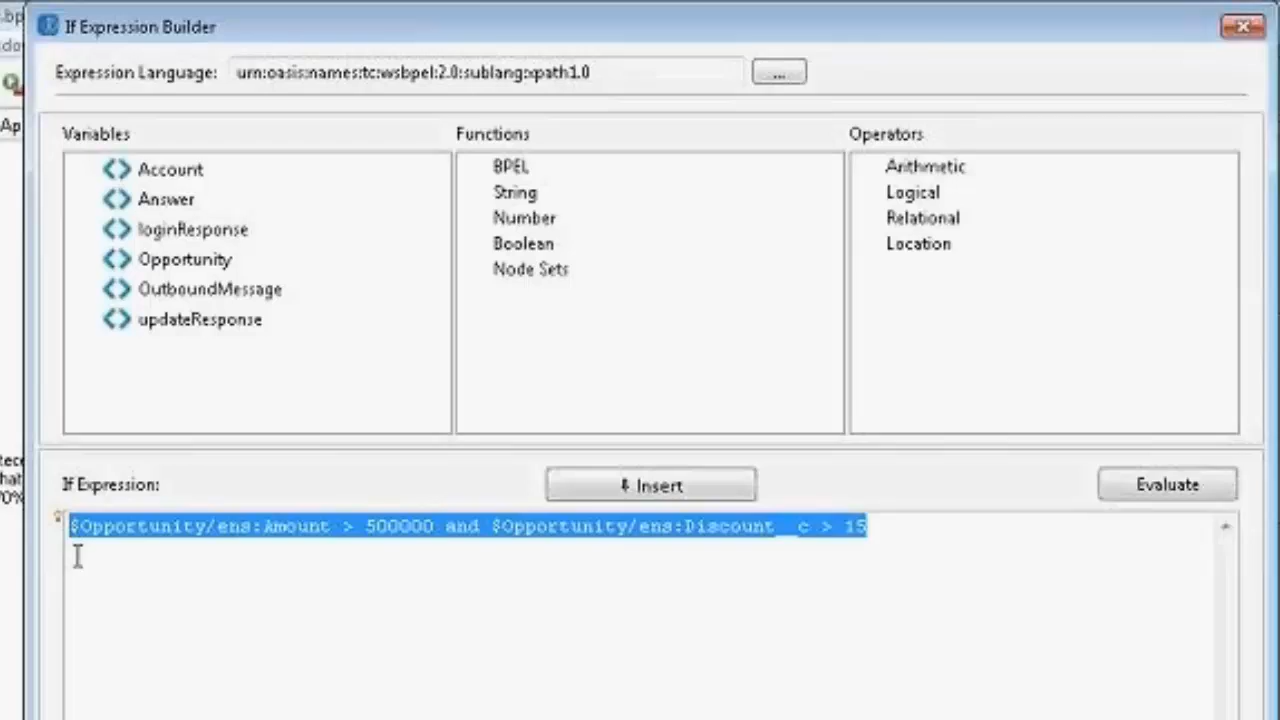 .bp
If Expression Builder
Expression Language: urn:oasis:names:tc:wsbpel:2.0:sublang:xpath1.0 ...
Ap
Variables Functions Operators
Account
Answer
loginResponse
Opportunity
OutboundMessage
updateResponse
BPEL
String
Number
Boolean
Node Sets
Arithmetic
Logical
Relational
Location
If Expression: Insert Evaluate
$Opportunity/ens:Amount > 500000 and $Opportunity/ens:Discount__c > 15